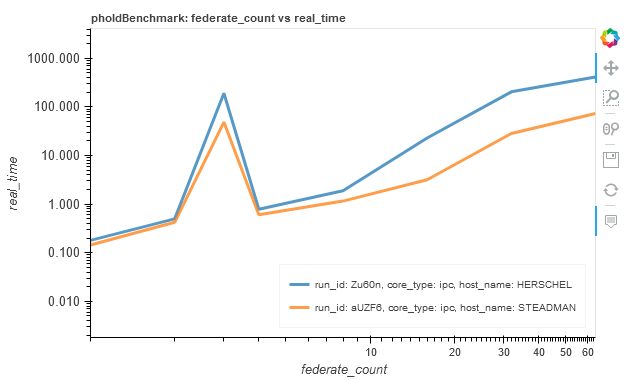 pholdBenchmark: federate_count vs real_time
1000.000
100.000
10.000
1.000
0.100
0.010
real_time
run_id: Zu60n, core_type: ipc, host_name: HERSCHEL
run_id: aUZF6, core_type: ipc, host_name: STEADMAN
10 20 30 40 50 60
federate_count